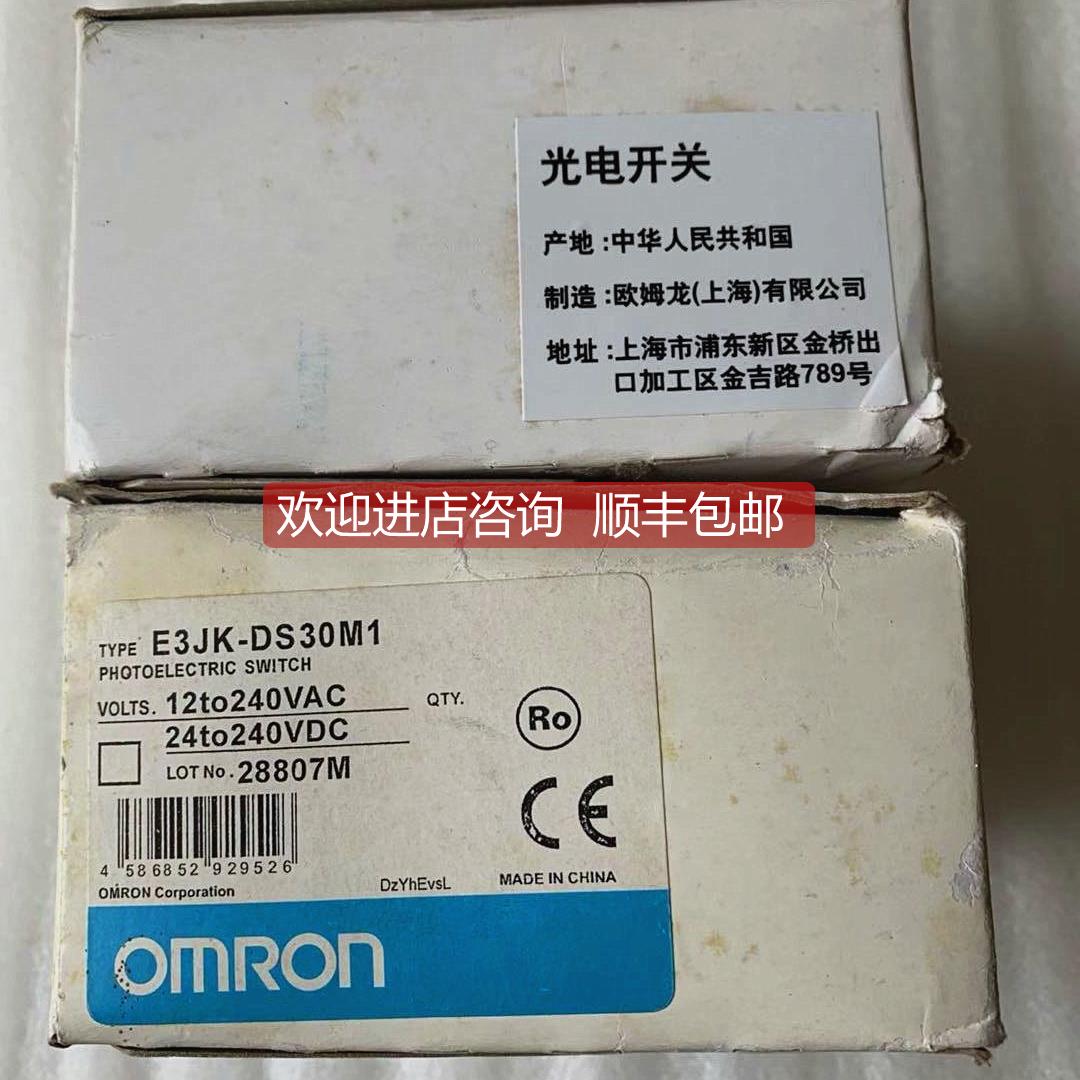 光电开关
产地:中华人民共和国
制造:欧姆龙(上海)有限公司
地址:上海市浦东新区金桥出
口加工区金吉路789号
欢迎进店咨询 顺丰包邮
TYPE E3JK-DS30M1
PHOTOELECTRIC SWITCH
VOLTS. 12to240VAC QTY.
24to240VDC
LOT No. 28807M
Ro
CE
4 586852 929526
OMRON Corporation
DzYhEvsL
MADE IN CHINA
OMRON